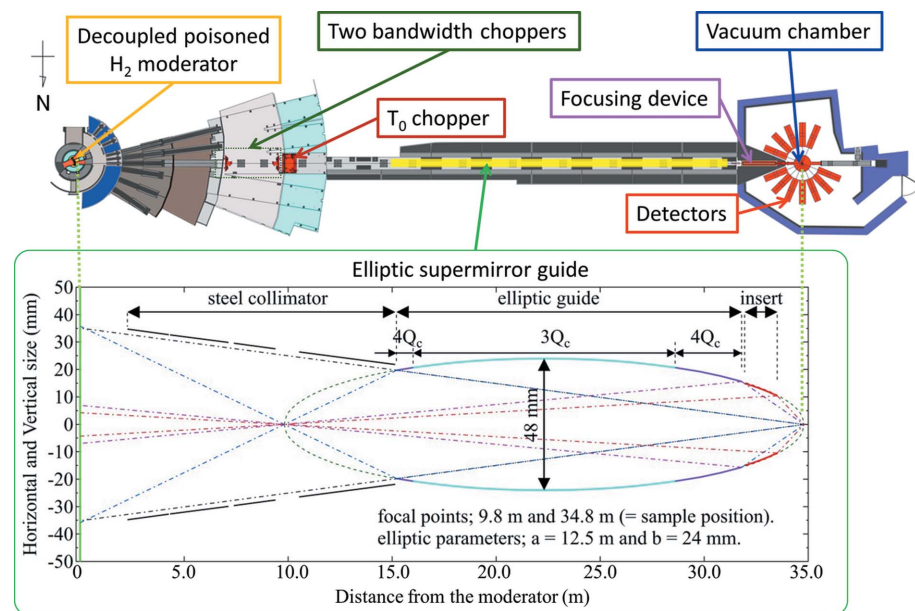 Decoupled poisoned
H2 moderator
Two bandwidth choppers
Vacuum chamber
N
T0 chopper
Focusing device
Detectors
Elliptic supermirror guide
steel collimator
elliptic guide
insert
4Qc
3Qc
4Qc
48 mm
Horizontal and Vertical size (mm)
50
40
30
20
10
0
-10
-20
-30
-40
-50
focal points; 9.8 m and 34.8 m (= sample position).
elliptic parameters; a = 12.5 m and b = 24 mm.
0 5.0 10.0 15.0 20.0 25.0 30.0 35.0
Distance from the moderator (m)